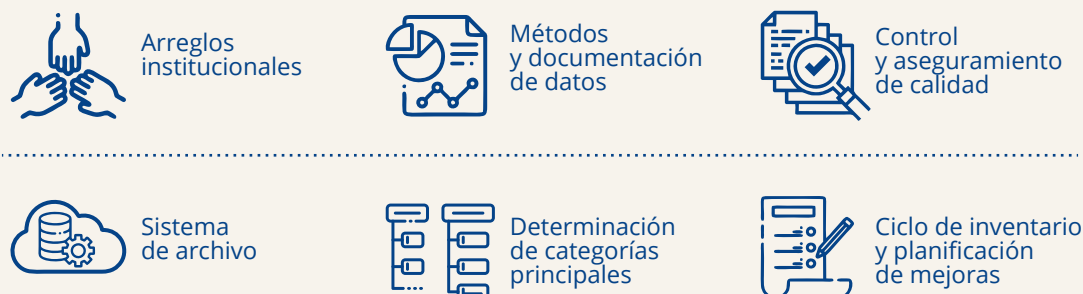 Arreglos
institucionales
Métodos
y documentación
de datos
Control
y aseguramiento
de calidad
Sistema
de archivo
Determinación
de categorías
principales
Ciclo de inventario
y planificación
de mejoras